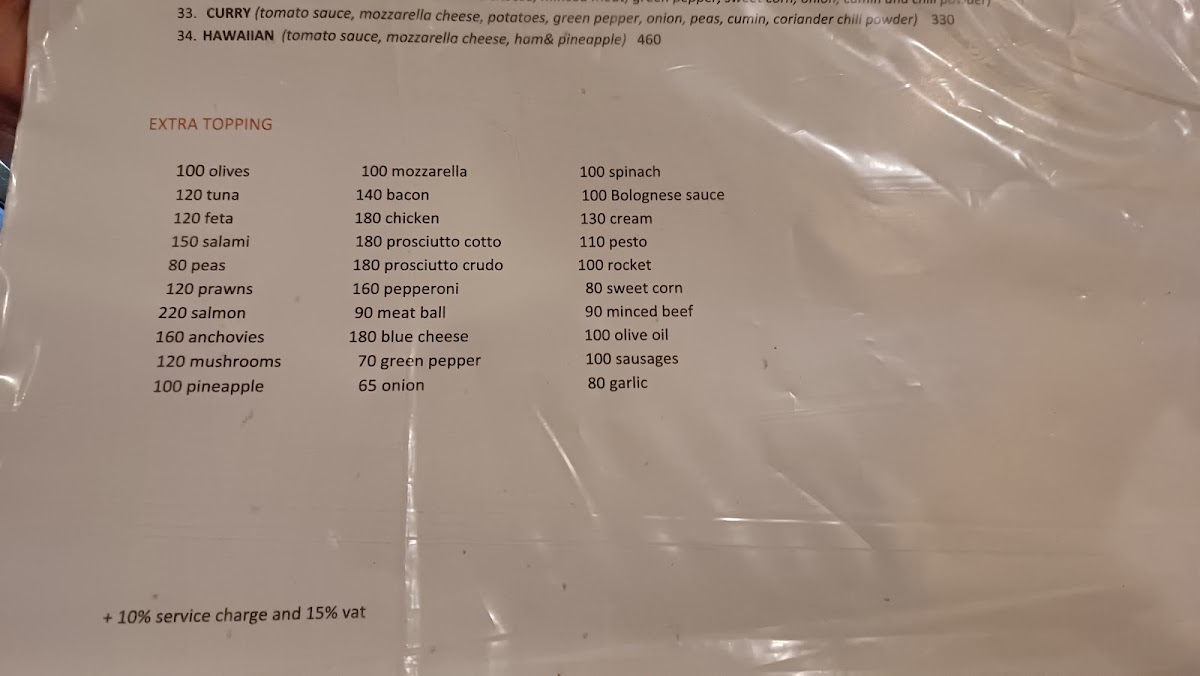 33. CURRY (tomato sauce, mozzarella cheese, potatoes, green pepper, onion, peas, cumin, coriander chili powder) 330
34. HAWAIIAN (tomato sauce, mozzarella cheese, ham& pineapple) 460
EXTRA TOPPING
100 olives
120 tuna
120 feta
150 salami
80 peas
120 prawns
220 salmon
160 anchovies
120 mushrooms
100 pineapple
100 mozzarella
140 bacon
180 chicken
180 prosciutto cotto
180 prosciutto crudo
160 pepperoni
90 meat ball
180 blue cheese
70 green pepper
65 onion
100 spinach
100 Bolognese sauce
130 cream
110 pesto
100 rocket
80 sweet corn
90 minced beef
100 olive oil
100 sausages
80 garlic
+ 10% service charge and 15% vat